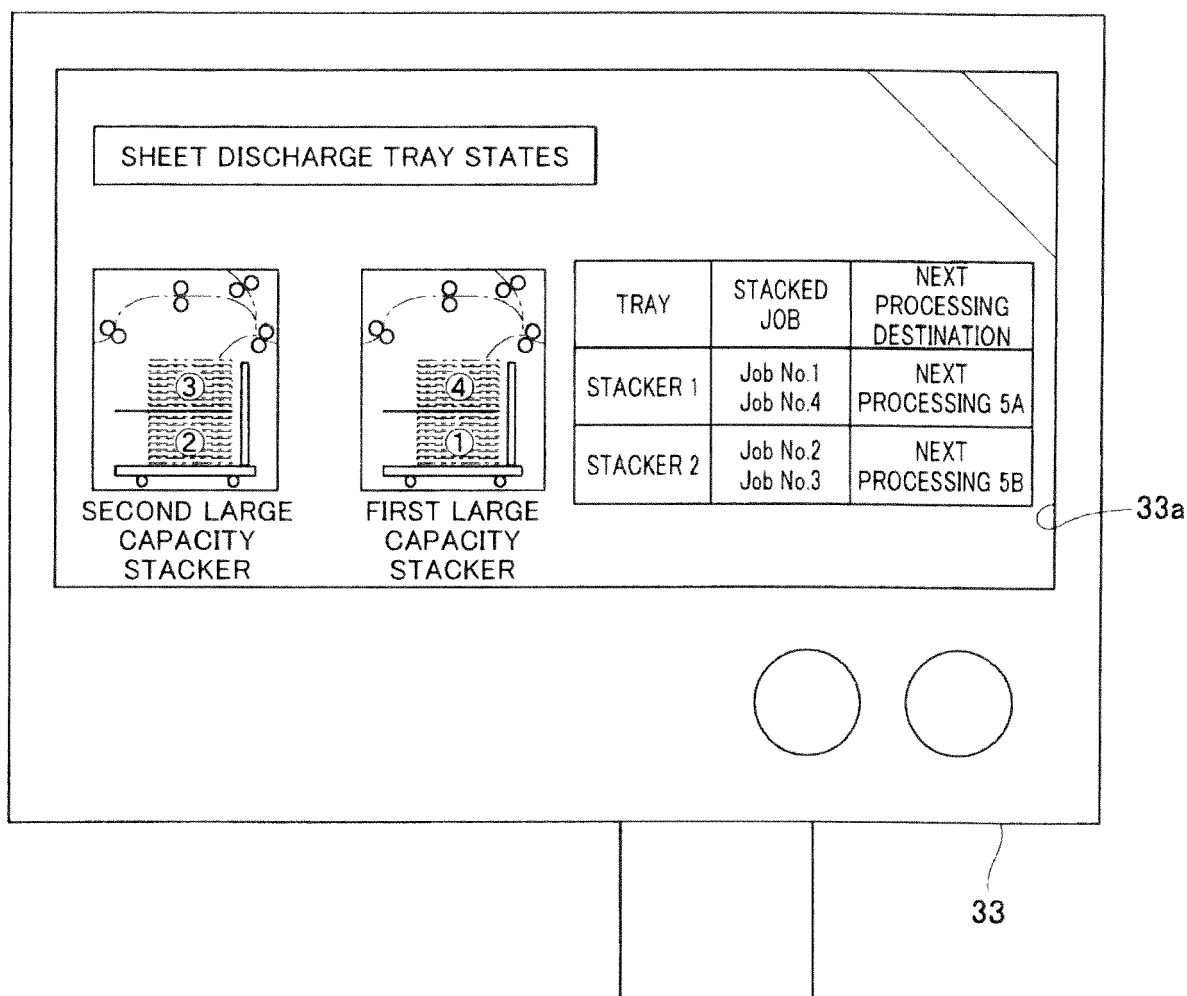 SHEET DISCHARGE TRAY STATES
③
②
SECOND LARGE
CAPACITY
STACKER
④
①
FIRST LARGE
CAPACITY
STACKER
TRAY
STACKED
JOB
NEXT
PROCESSING
DESTINATION
STACKER 1
Job No.1
Job No.4
NEXT
PROCESSING 5A
STACKER 2
Job No.2
Job No.3
NEXT
PROCESSING 5B
33a
33